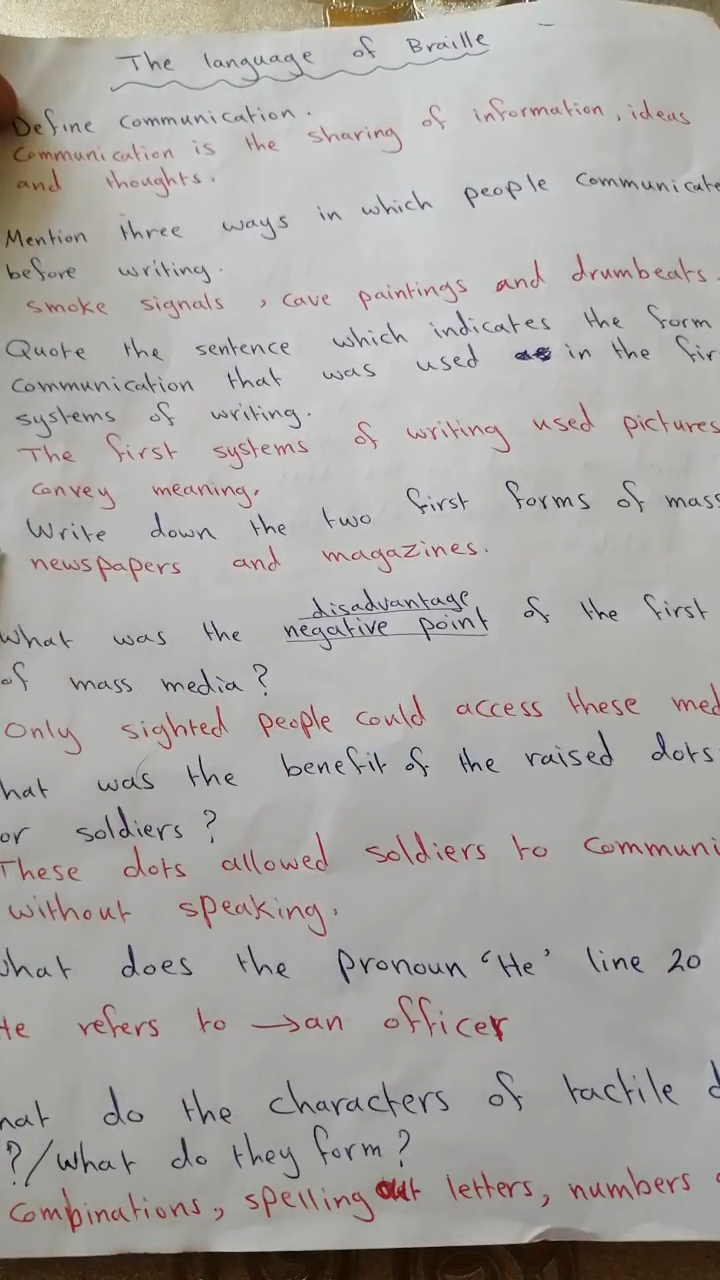 The language of Braille
Define communication.
Communication is the sharing of information, ideas
and thoughts.
Mention three ways in which people communicate
before writing.
smoke signals, cave paintings and drumbeats.
Quote the sentence which indicates the form
communication that was used in the fir
systems of writing.
The first systems of writing used pictures
convey meaning.
Write down the two first forms of mass
newspapers and magazines.
disadvantage
What was the negative point of the first
of mass media?
Only sighted people could access these med
hat was the benefit of the raised dots
or soldiers?
These dots allowed soldiers to communi
without speaking.
what does the pronoun 'He' line 20
He refers to →an officer
hat do the characters of tactile d
?/what do they form?
combinations, spelling out letters, numbers